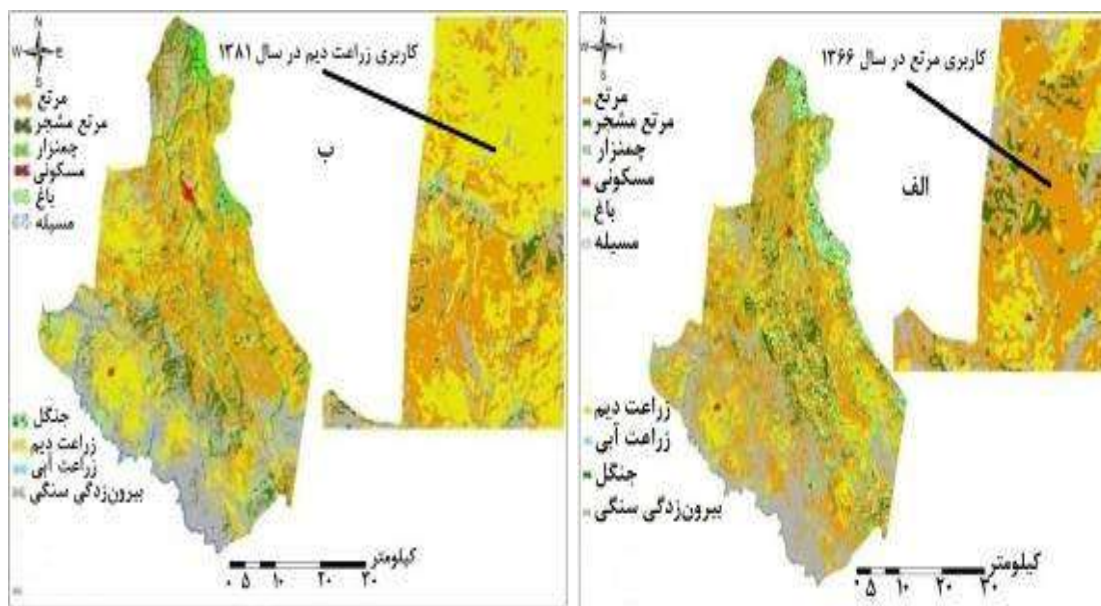 N
W E
S
کاربری مرتع در سال ۱۳۶۶
مرتع
مرتع مشجر
چمنزار
مسکونی
باغ
مسیله
الف
زراعت دیم
زراعت آبی
جنگل
بیرون‌زدگی سنگی
کیلومتر
۰ ۵ ۱۰ ۲۰ ۳۰
N
W E
S
کاربری زراعت دیم در سال ۱۳۸۱
مرتع
مرتع مشجر
چمنزار
مسکونی
باغ
مسیله
ب
جنگل
زراعت دیم
زراعت آبی
بیرون‌زدگی سنگی
کیلومتر
۰ ۵ ۱۰ ۲۰ ۳۰